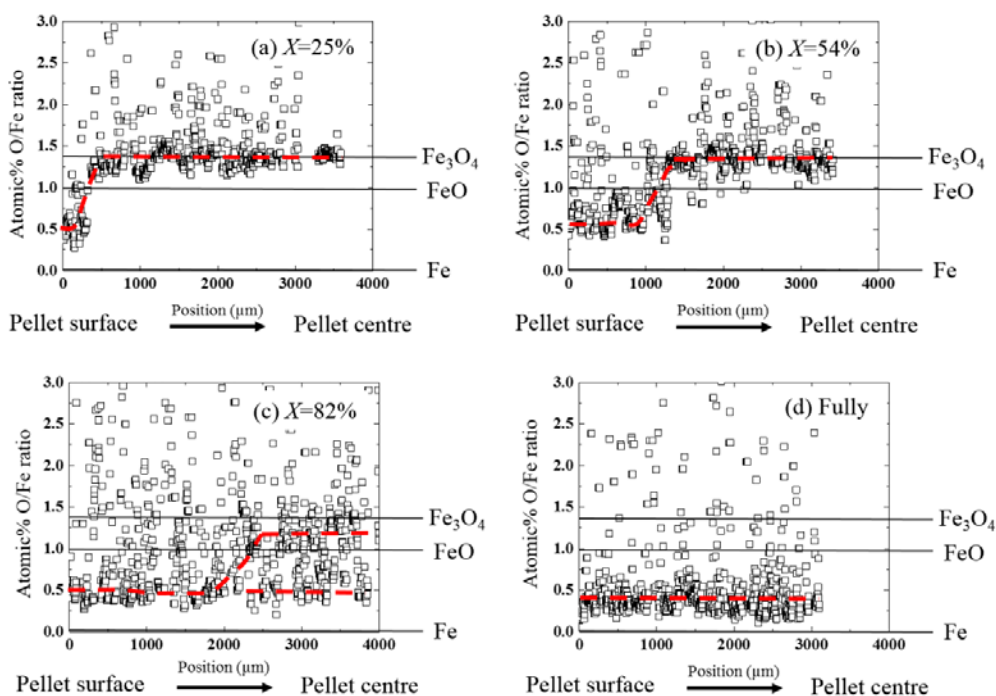 (a) X=25%
Atomic% O/Fe ratio
3.0
2.5
2.0
1.5
1.0
0.5
0.0
0
1000
2000
3000
4000
Fe₃O₄
FeO
Fe
Position (µm)
Pellet surface
Pellet centre
(b) X=54%
Atomic% O/Fe ratio
3.0
2.5
2.0
1.5
1.0
0.5
0.0
0
1000
2000
3000
4000
Fe₃O₄
FeO
Fe
Position (µm)
Pellet surface
Pellet centre
(c) X=82%
Atomic% O/Fe ratio
3.0
2.5
2.0
1.5
1.0
0.5
0.0
0
1000
2000
3000
4000
Fe₃O₄
FeO
Fe
Position (µm)
Pellet surface
Pellet centre
(d) Fully
Atomic% O/Fe ratio
3.0
2.5
2.0
1.5
1.0
0.5
0.0
0
1000
2000
3000
4000
Fe₃O₄
FeO
Fe
Position (µm)
Pellet surface
Pellet centre